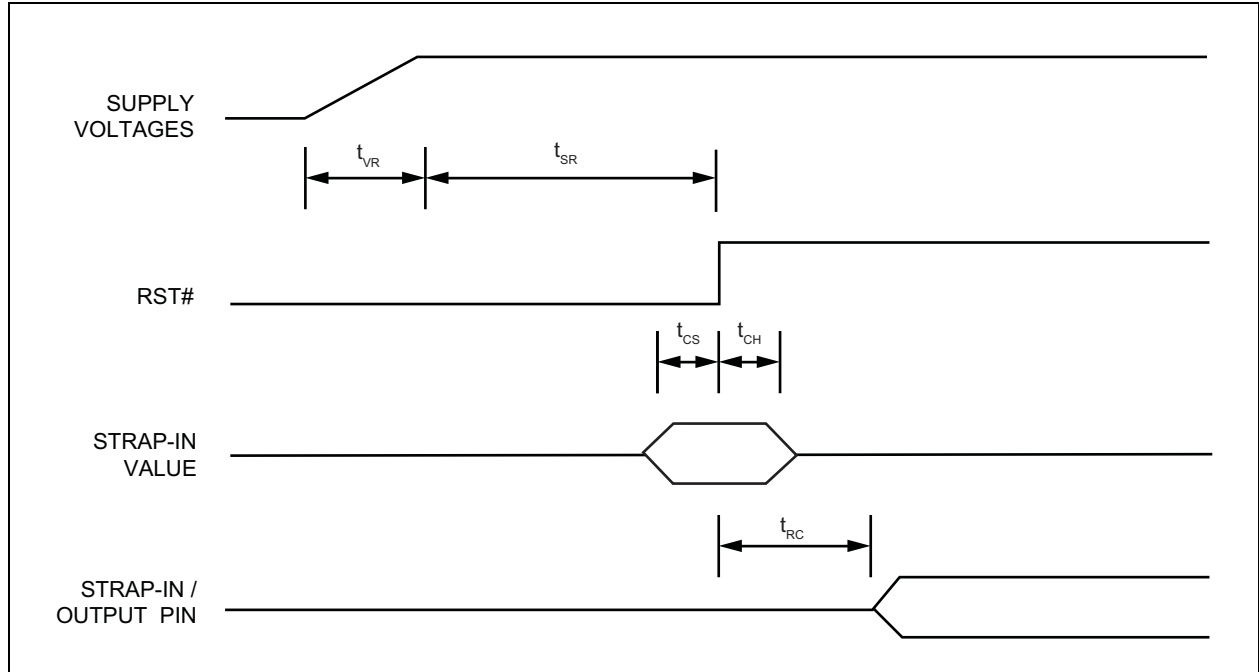 SUPPLY
VOLTAGES
tVR
tSR
RST#
tCS
tCH
STRAP-IN
VALUE
tRC
STRAP-IN /
OUTPUT PIN